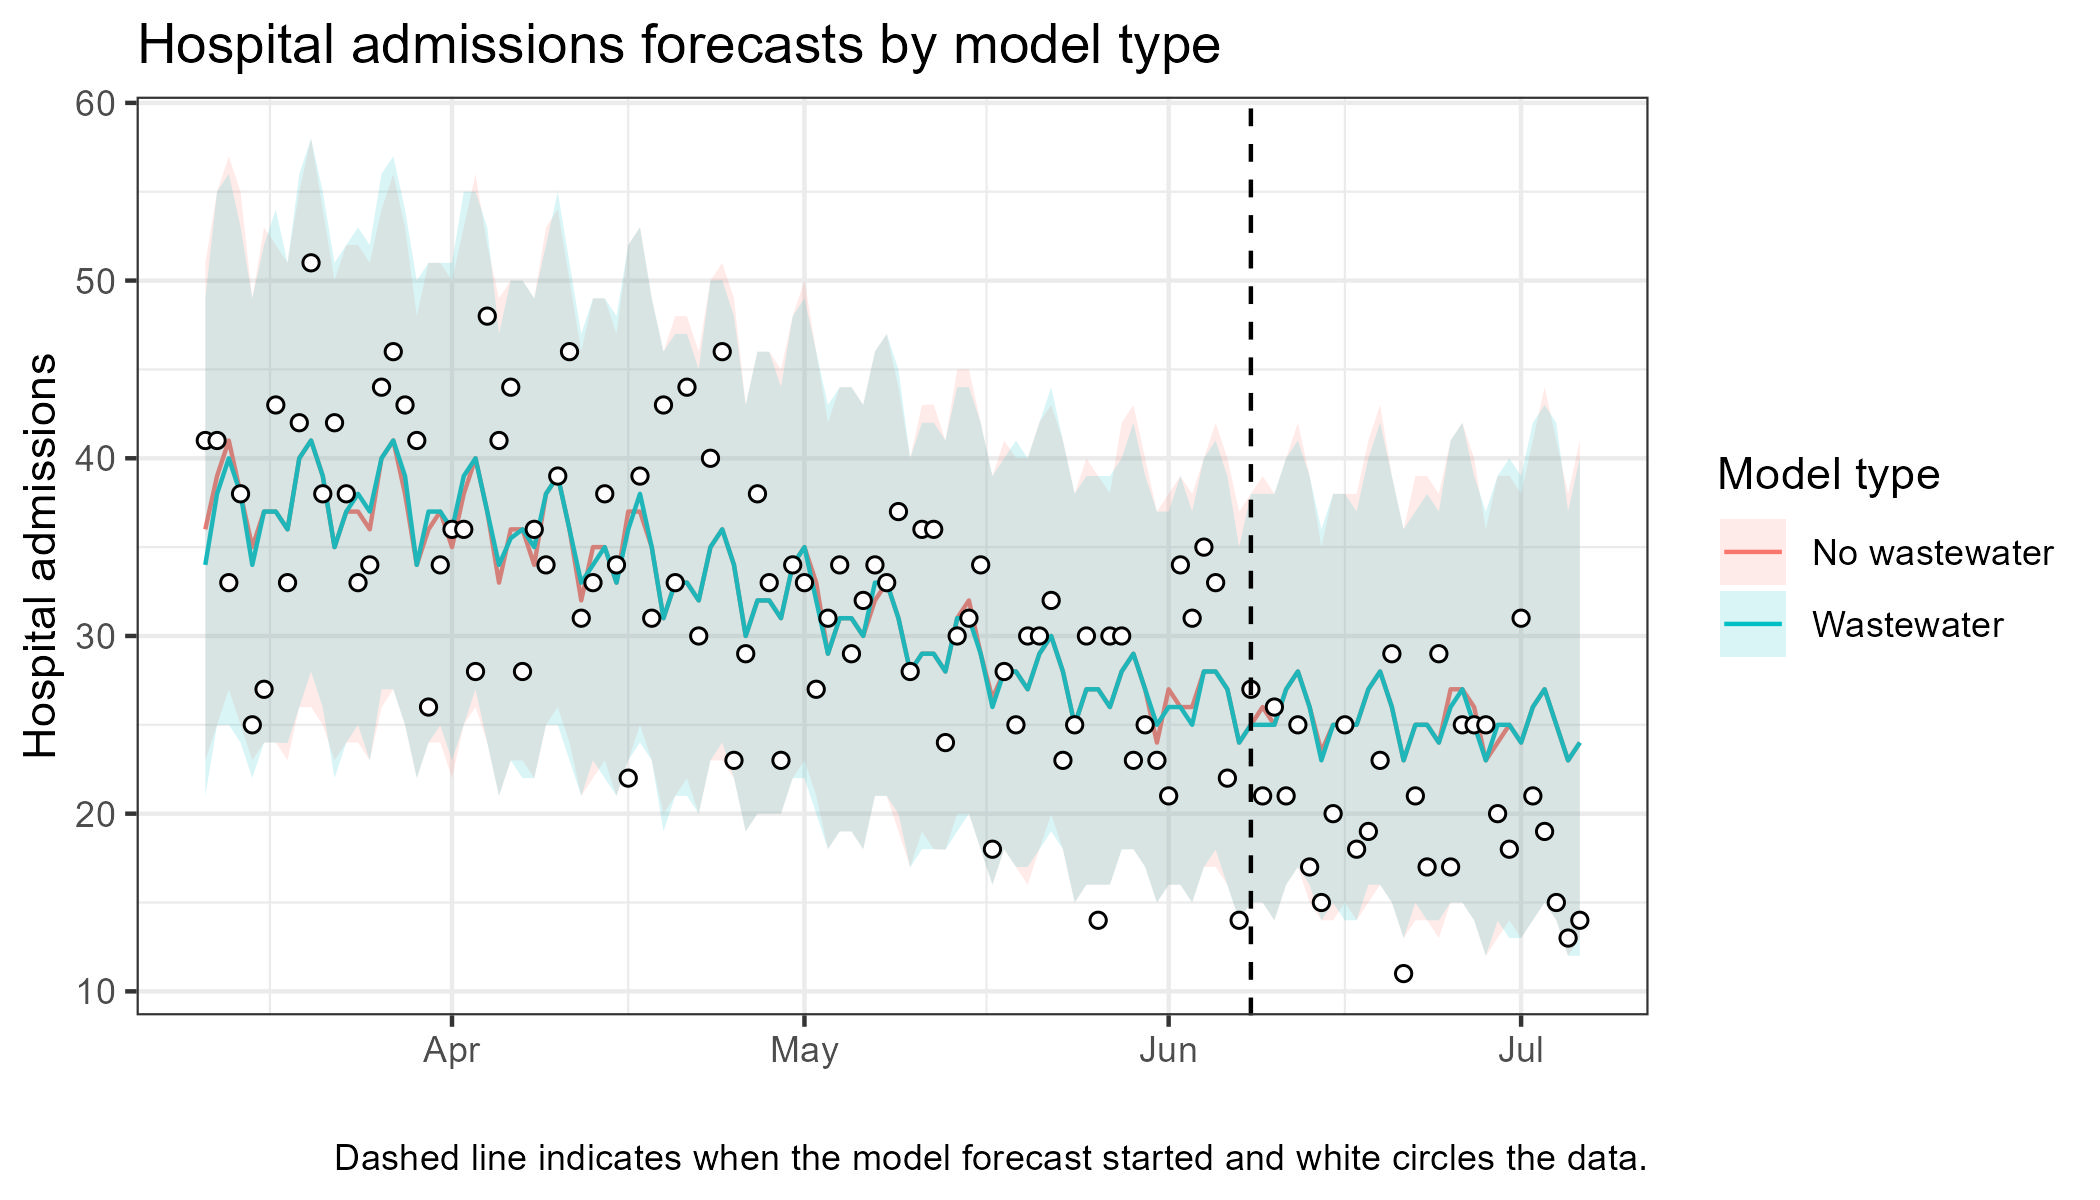 Hospital admissions forecasts by model type
60
50
40
30
20
10
Hospital admissions
Apr
May
Jun
Jul
Model type
No wastewater
Wastewater
Dashed line indicates when the model forecast started and white circles the data.